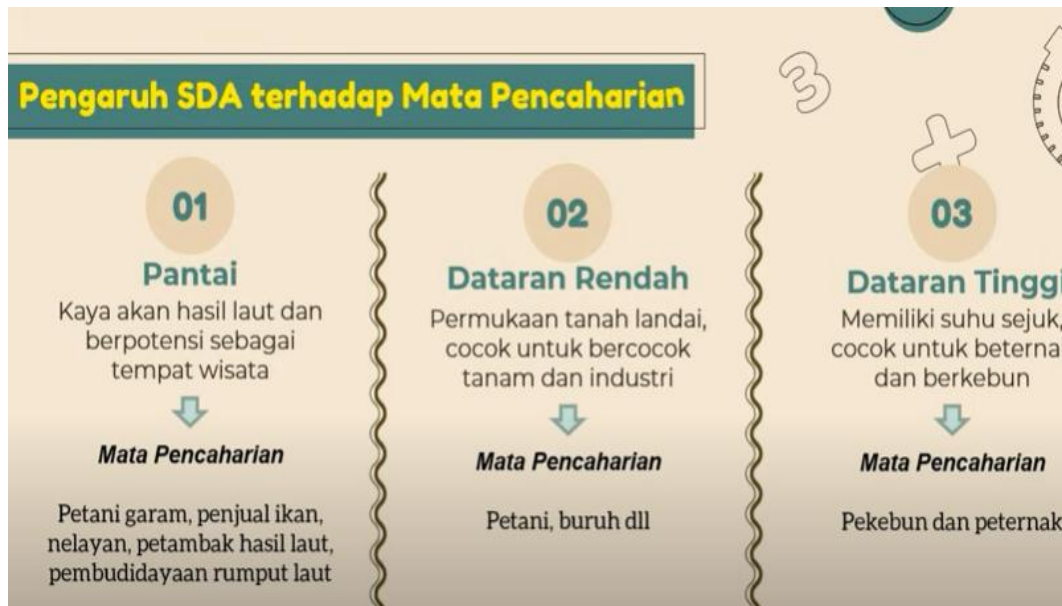 Pengaruh SDA terhadap Mata Pencaharian
3
01
Pantai
Kaya akan hasil laut dan
berpotensi sebagai
tempat wisata
Mata Pencaharian
Petani garam, penjual ikan,
nelayan, petambak hasil laut,
pembudidayaan rumput laut
02
Dataran Rendah
Permukaan tanah landai,
cocok untuk bercocok
tanam dan industri
Mata Pencaharian
Petani, buruh dll
03
Dataran Tinggi
Memiliki suhu sejuk,
cocok untuk beterna
dan berkebun
Mata Pencaharian
Pekebun dan peternak